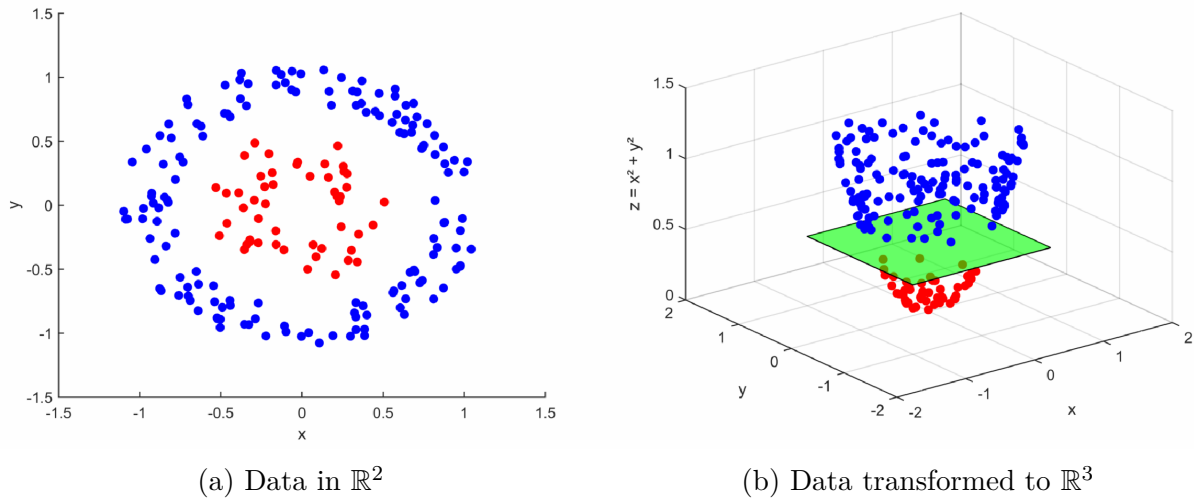 1.5
1
0.5
0
-0.5
-1
-1.5
y
-1.5 -1 -0.5 0 0.5 1 1.5
x
(a) Data in ℝ²
1.5
1
0.5
0
z = x² + y²
2
1
0
-1
-2
y
-2
-1
0
1
2
x
(b) Data transformed to ℝ³